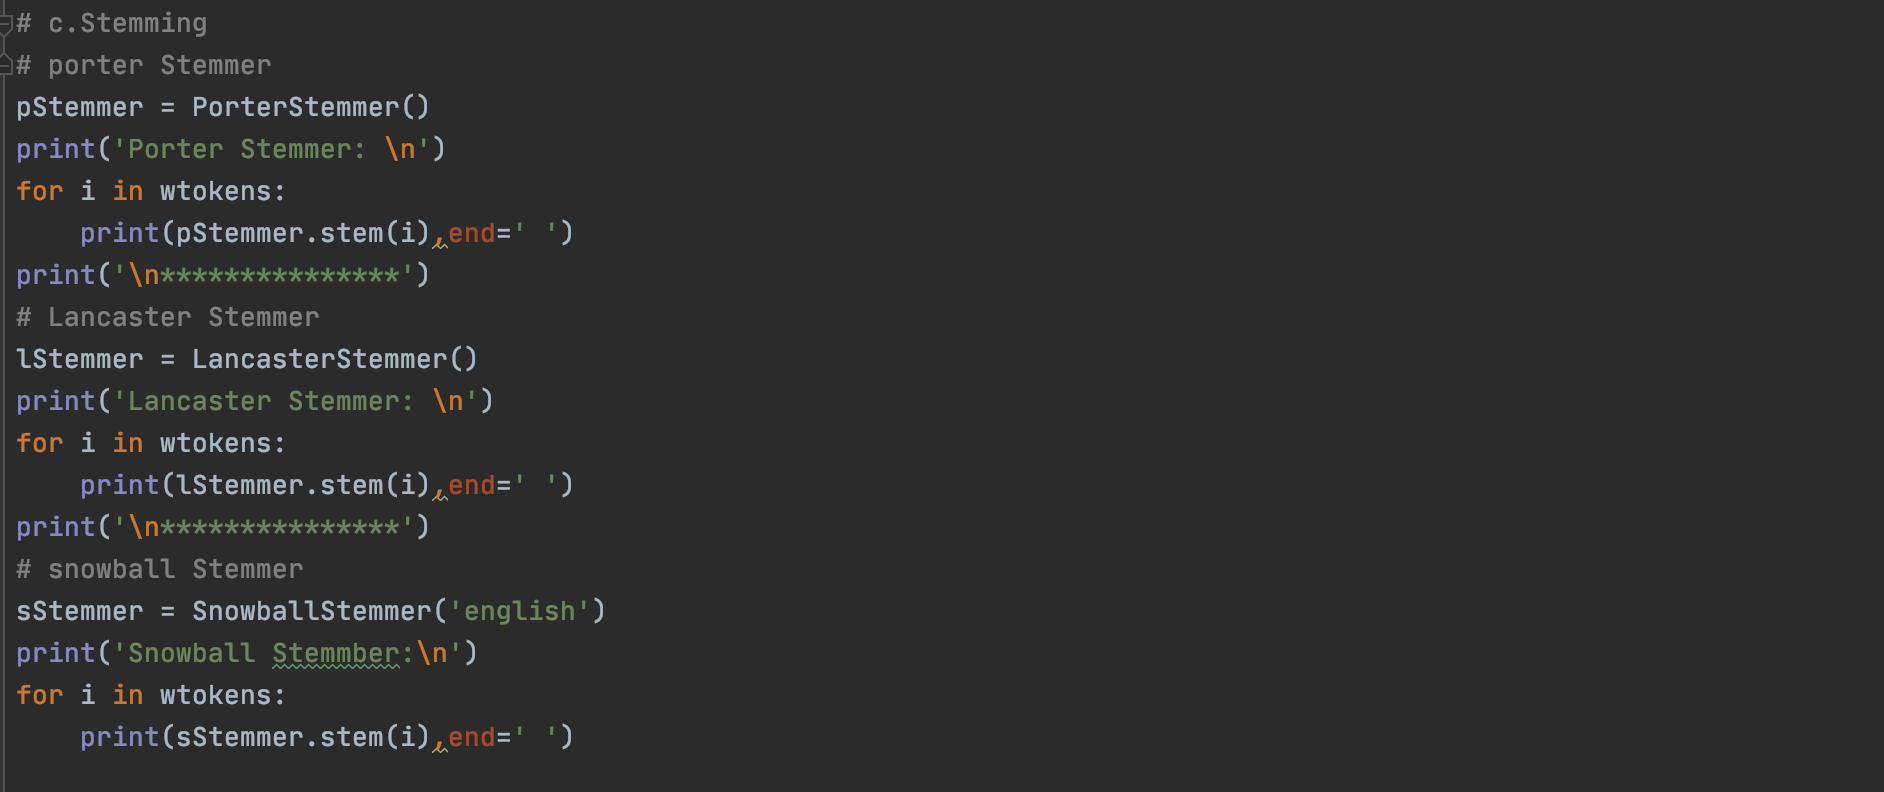 # c.Stemming
# porter Stemmer
pStemmer = PorterStemmer()
print('Porter Stemmer: \n')
for i in wtokens:
    print(pStemmer.stem(i),end=' ')
print('\n***************')
# Lancaster Stemmer
lStemmer = LancasterStemmer()
print('Lancaster Stemmer: \n')
for i in wtokens:
    print(lStemmer.stem(i),end=' ')
print('\n***************')
# snowball Stemmer
sStemmer = SnowballStemmer('english')
print('Snowball Stemmber:\n')
for i in wtokens:
    print(sStemmer.stem(i),end=' ')